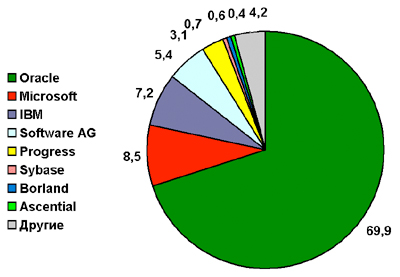 0,6 0,4 4,2
0,7
3,1
5,4
7,2
8,5
69,9
Oracle
Microsoft
IBM
Software AG
Progress
Sybase
Borland
Ascential
Другие